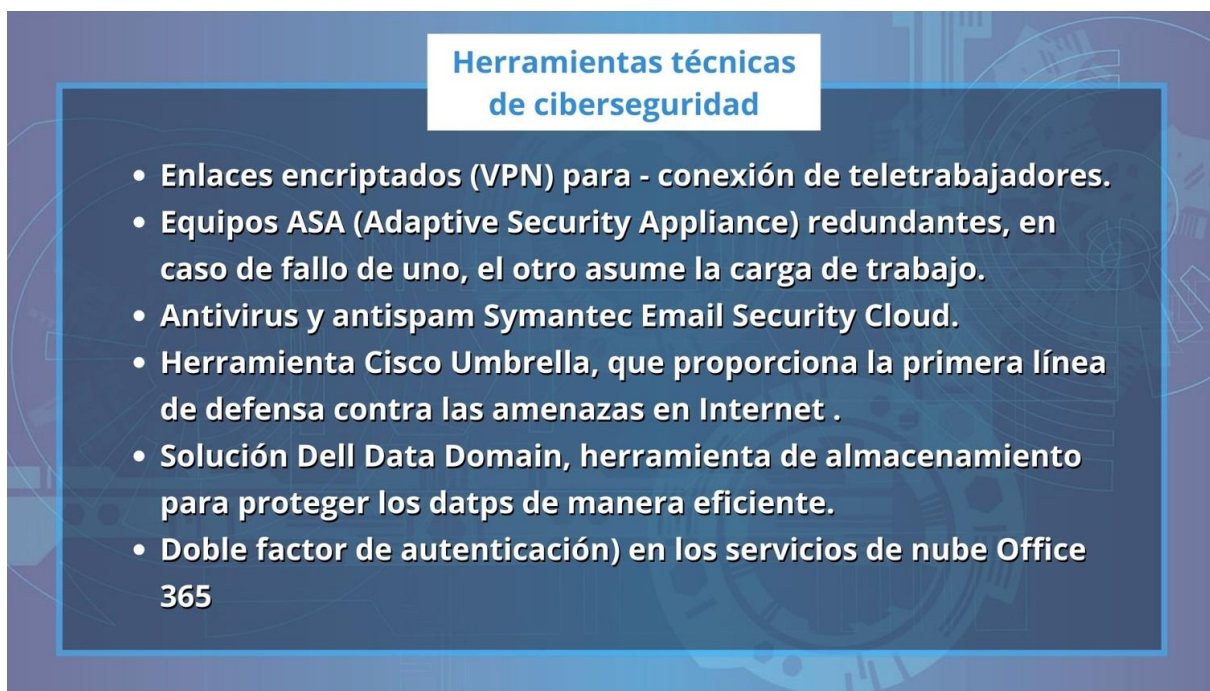 Herramientas técnicas
de ciberseguridad
• Enlaces encriptados (VPN) para - conexión de teletrabajadores.
• Equipos ASA (Adaptive Security Appliance) redundantes, en
caso de fallo de uno, el otro asume la carga de trabajo.
• Antivirus y antispam Symantec Email Security Cloud.
• Herramienta Cisco Umbrella, que proporciona la primera línea
de defensa contra las amenazas en Internet .
• Solución Dell Data Domain, herramienta de almacenamiento
para proteger los datps de manera eficiente.
• Doble factor de autenticación) en los servicios de nube Office
365